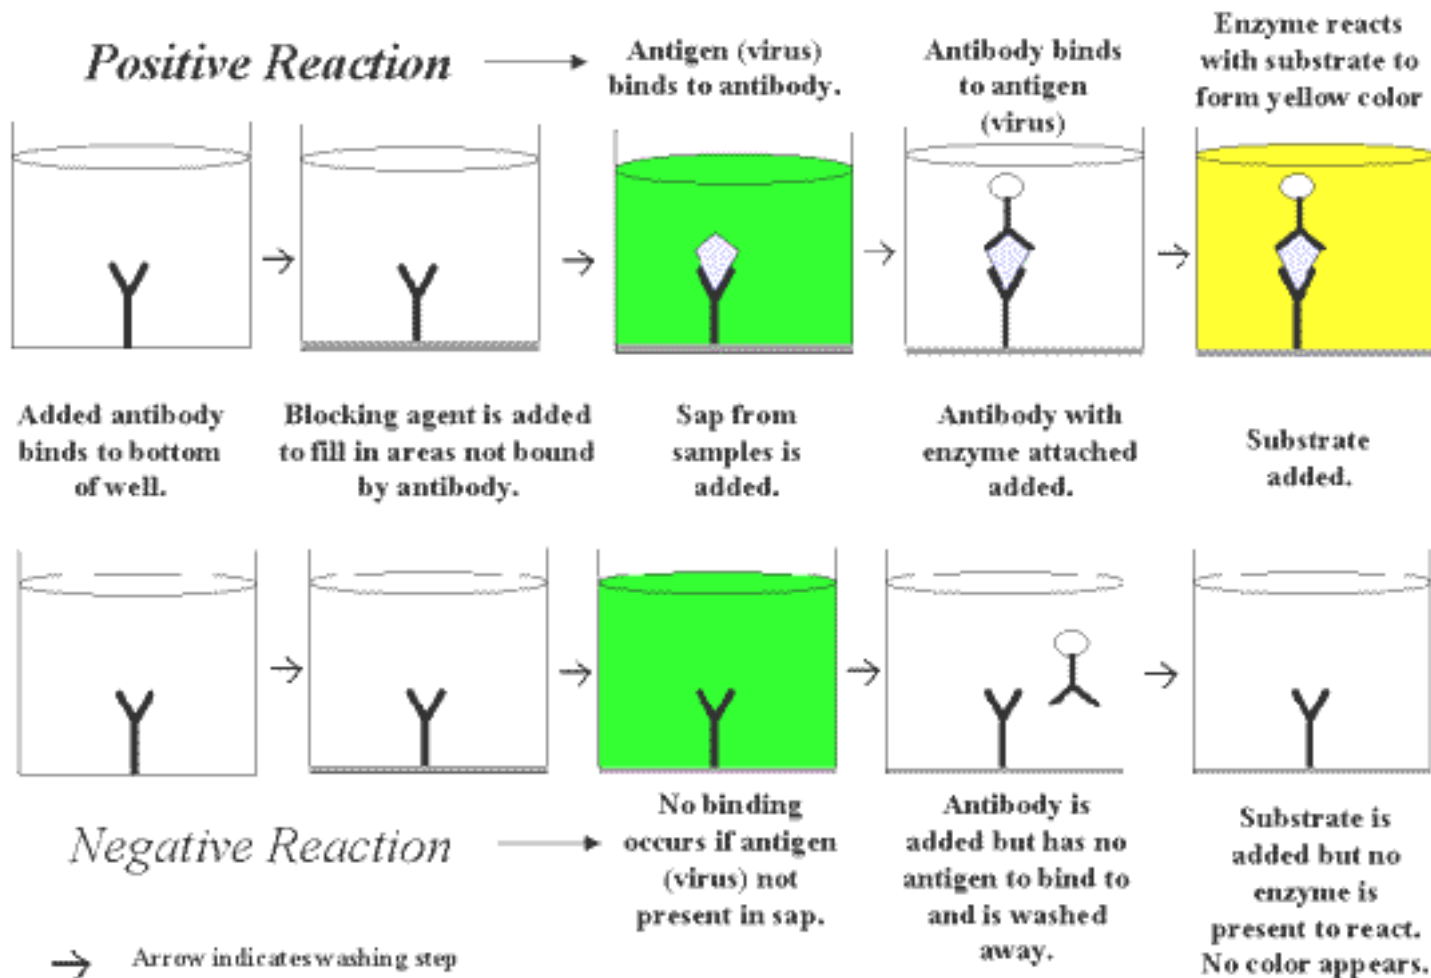 Positive Reaction
Antigen (virus)
binds to antibody.
Antibody binds
to antigen
(virus)
Enzyme reacts
with substrate to
form yellow color
Added antibody
binds to bottom
of well.
Blocking agent is added
to fill in areas not bound
by antibody.
Sap from
samples is
added.
Antibody with
enzyme attached
added.
Substrate
added.
Negative Reaction
No binding
occurs if antigen
(virus) not
present in sap.
Antibody is
added but has no
antigen to bind to
and is washed
away.
Substrate is
added but no
enzyme is
present to react.
No color appears.
Arrow indicates washing step